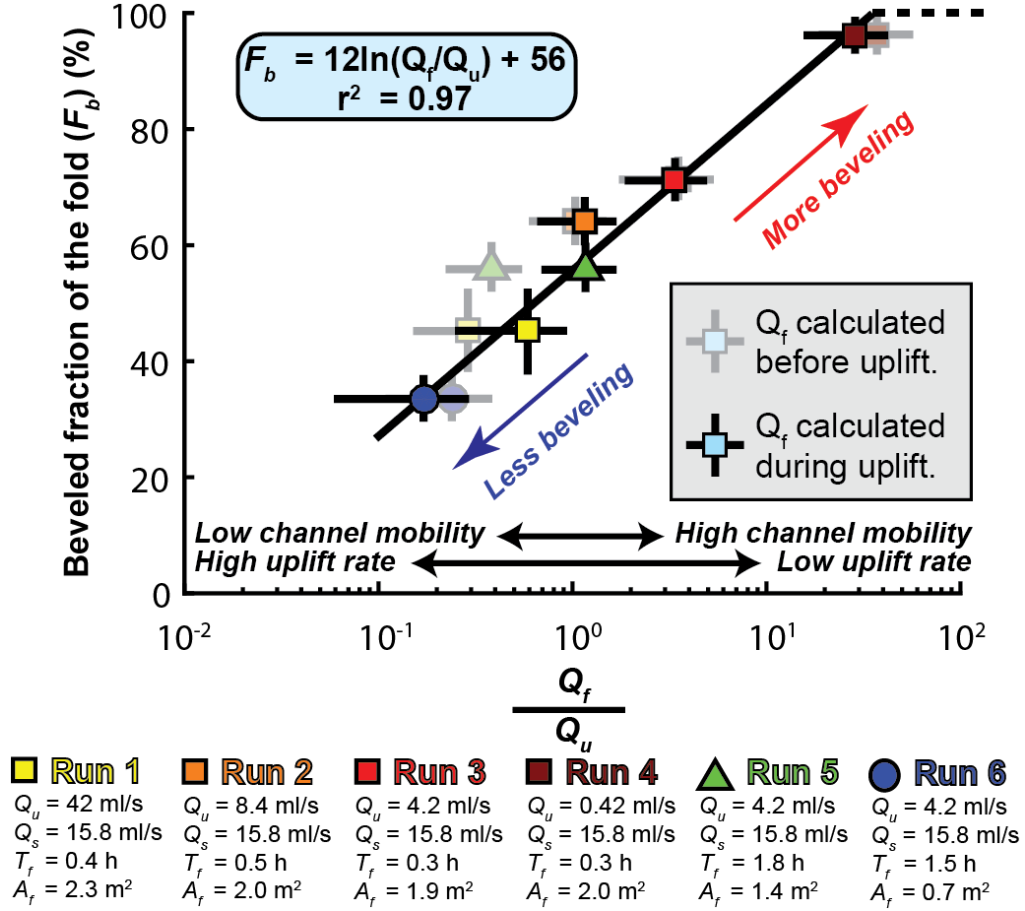 100
80
60
40
20
0
Beveled fraction of the fold (F_b) (%)
F_b = 12ln(Q_f/Q_u) + 56
r² = 0.97
More beveling
Less beveling
Q_f calculated
before uplift.
Q_f calculated
during uplift.
Low channel mobility
High channel mobility
High uplift rate
Low uplift rate
10⁻²
10⁻¹
10⁰
10¹
10²
Q_f
Q_u
Run 1
Q_u = 42 ml/s
Q_s = 15.8 ml/s
T_f = 0.4 h
A_f = 2.3 m²
Run 2
Q_u = 8.4 ml/s
Q_s = 15.8 ml/s
T_f = 0.5 h
A_f = 2.0 m²
Run 3
Q_u = 4.2 ml/s
Q_s = 15.8 ml/s
T_f = 0.3 h
A_f = 1.9 m²
Run 4
Q_u = 0.42 ml/s
Q_s = 15.8 ml/s
T_f = 0.3 h
A_f = 2.0 m²
Run 5
Q_u = 4.2 ml/s
Q_s = 15.8 ml/s
T_f = 1.8 h
A_f = 1.4 m²
Run 6
Q_u = 4.2 ml/s
Q_s = 15.8 ml/s
T_f = 1.5 h
A_f = 0.7 m²